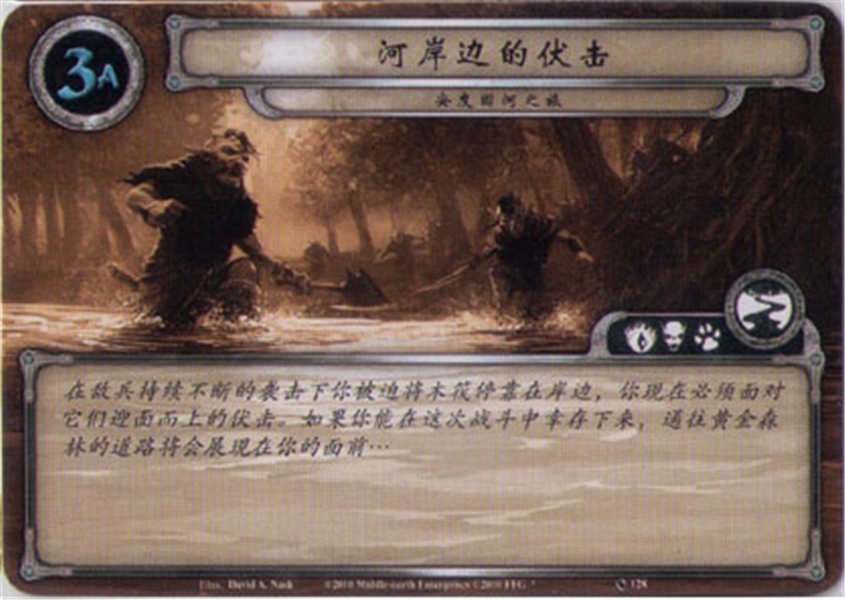 3A
河岸边的伏击
安度因河之旅
在敌兵持续不断的袭击下你被迫将木筏停靠在岸边，你现在必须面对
它们迎面而上的伏击。如果你能在这次战斗中幸存下来，通往黄金森
林的道路将会展现在你的面前…
Illus. David A. Nash ©2010 Middle-earth Enterprises ©2010 FFG 128